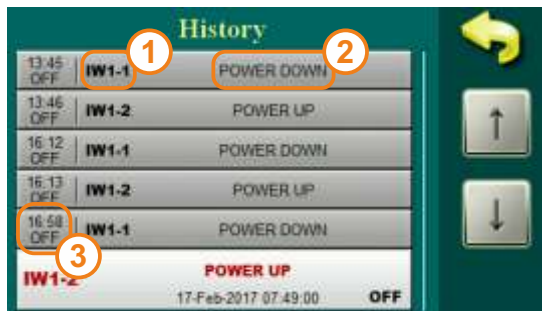 History
1
2
13:45
OFF
IW1-1 POWER DOWN
13:46
OFF
IW1-2 POWER UP
16:12
OFF
IW1-1 POWER DOWN
16:13
OFF
IW1-2 POWER UP
16:58
OFF
IW1-1 POWER DOWN
3
IW1-2 POWER UP
17-Feb-2017 07:49:00 OFF